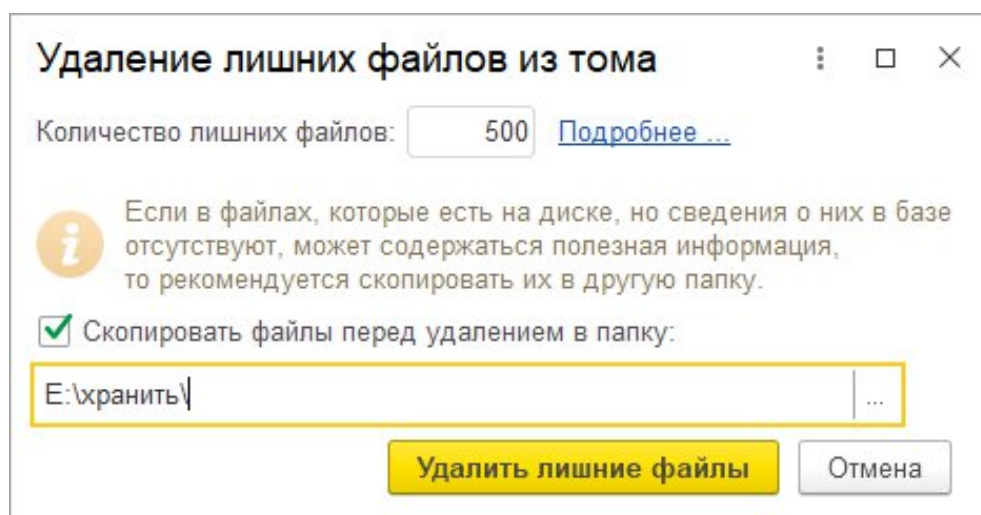 Удаление лишних файлов из тома
Количество лишних файлов: 500 Подробнее ...
Если в файлах, которые есть на диске, но сведения о них в базе
отсутствуют, может содержаться полезная информация,
то рекомендуется скопировать их в другую папку.
Скопировать файлы перед удалением в папку:
E:\хранить\ ...
Удалить лишние файлы Отмена